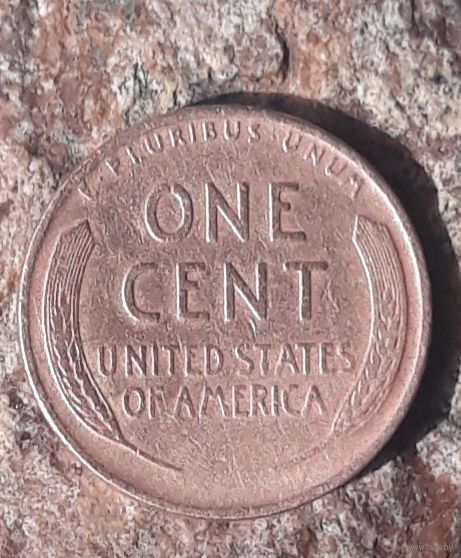 E·PLURIBUS·UNUM
ONE
CENT
UNITED STATES
OF AMERICA